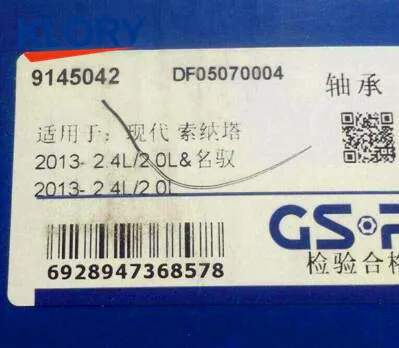 KLORY
9145042 DF05070004 轴承
适用于：现代 索纳塔
2013- 2.4L/2.0L&名驭
2013- 2.4L/2.0L
GS-P
6928947368578
检验合格